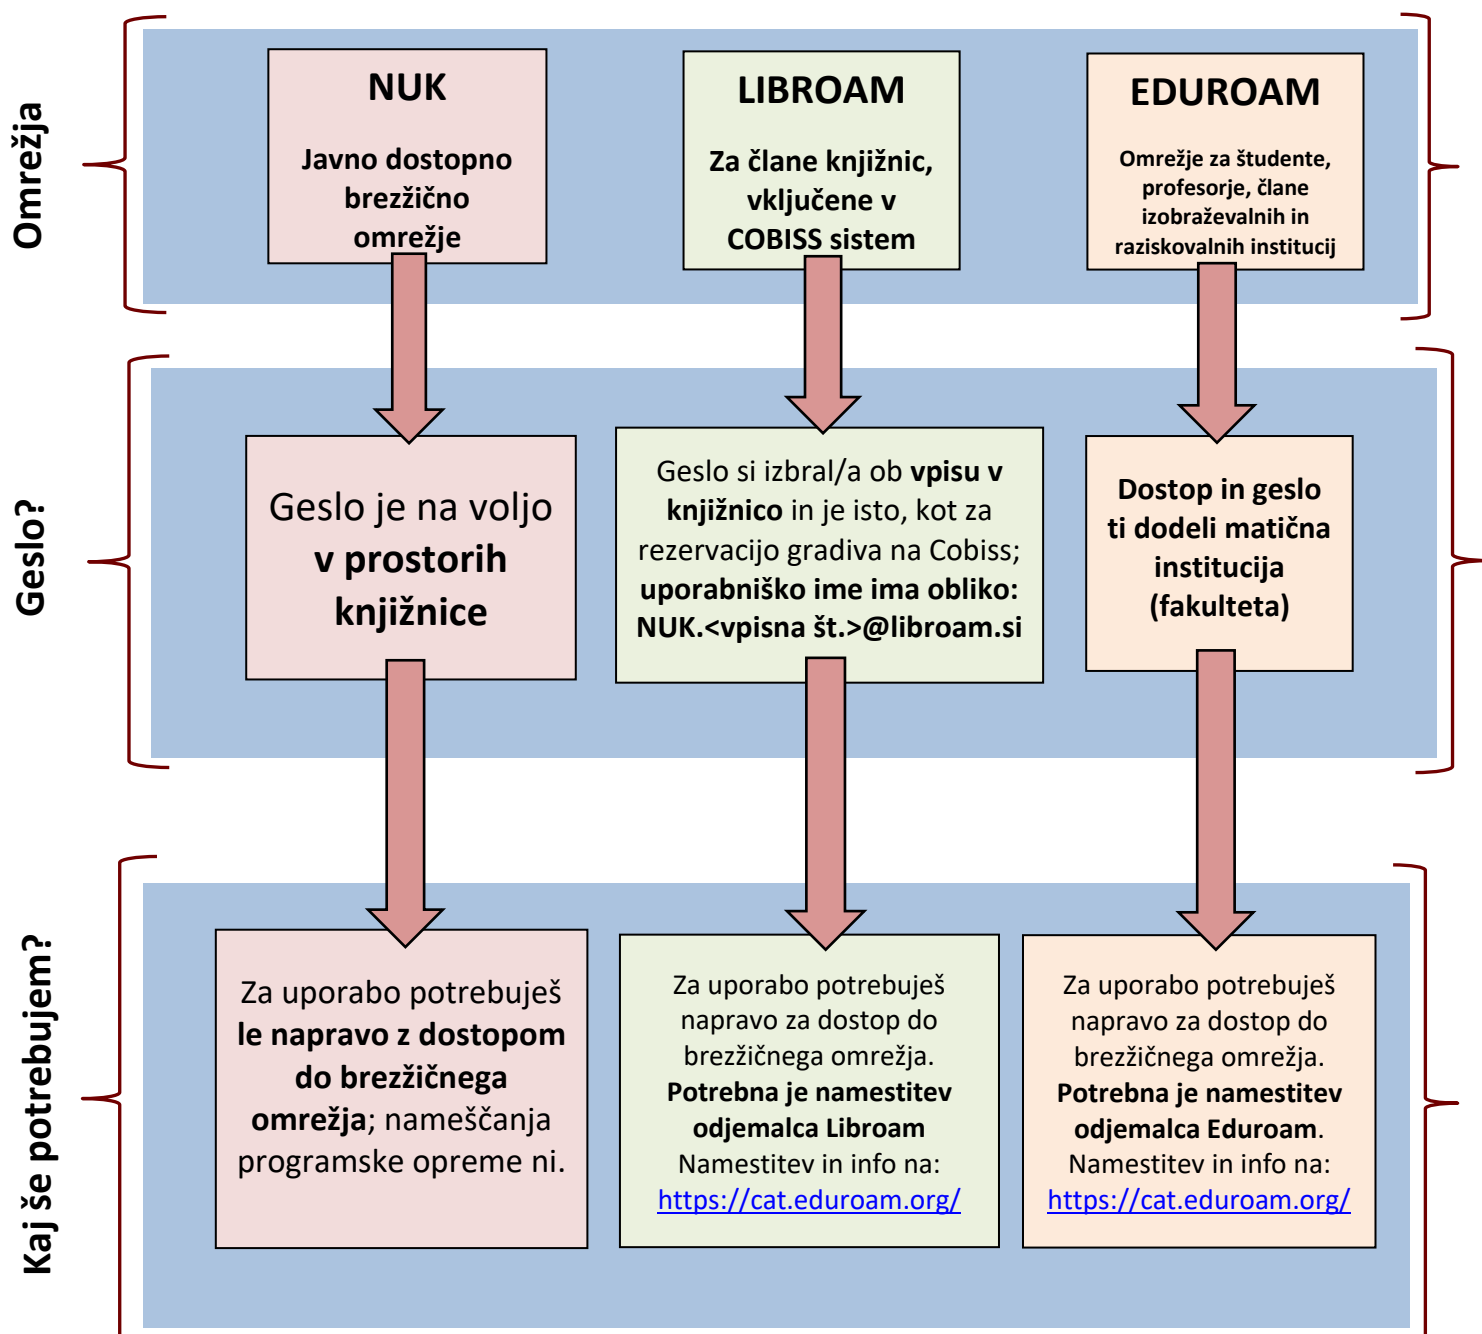 Omrežja
NUK
Javno dostopno
brezžično
omrežje
LIBROAM
Za člane knjižnic,
vključene v
COBISS sistem
EDUROAM
Omrežje za študente,
profesorje, člane
izobraževalnih in
raziskovalnih institucij
Geslo?
Geslo je na voljo
v prostorih
knjižnice
Geslo si izbral/a ob vpisu v
knjižnico in je isto, kot za
rezervacijo gradiva na Cobiss;
uporabniško ime ima obliko:
NUK.<vpisna št.>@libroam.si
Dostop in geslo
ti dodeli matična
institucija
(fakulteta)
Kaj še potrebujem?
Za uporabo potrebuješ
le napravo z dostopom
do brezžičnega
omrežja; nameščanja
programske opreme ni.
Za uporabo potrebuješ
napravo za dostop do
brezžičnega omrežja.
Potrebna je namestitev
odjemalca Libroam
Namestitev in info na:
https://cat.eduroam.org/
Za uporabo potrebuješ
napravo za dostop do
brezžičnega omrežja.
Potrebna je namestitev
odjemalca Eduroam.
Namestitev in info na:
https://cat.eduroam.org/